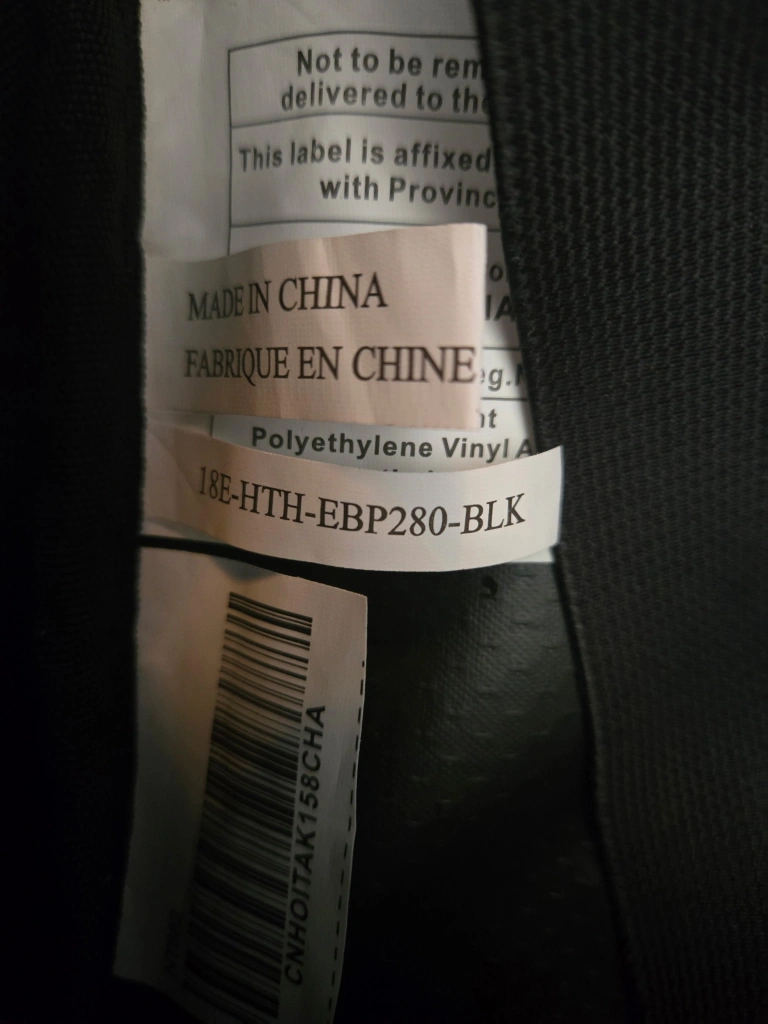 Not to be rem
delivered to the
This label is affixed
with Provinc
MADE IN CHINA
FABRIQUE EN CHINE
eg.N
Polyethylene Vinyl A
18E-HTH-EBP280-BLK
CNHOITAK158CHA